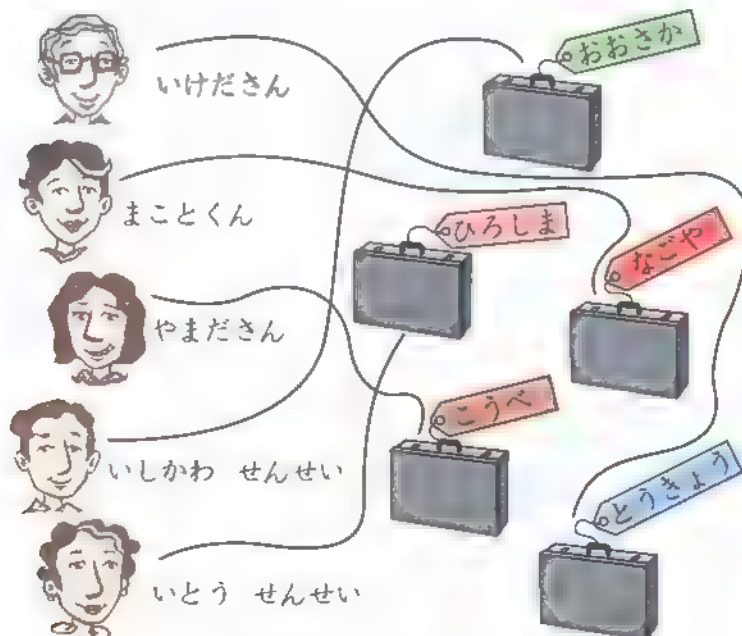 いけださん
まことくん
やまださん
いしかわ せんせい
いとう せんせい
おおさか
ひろしま
なごや
こうべ
とうきょう